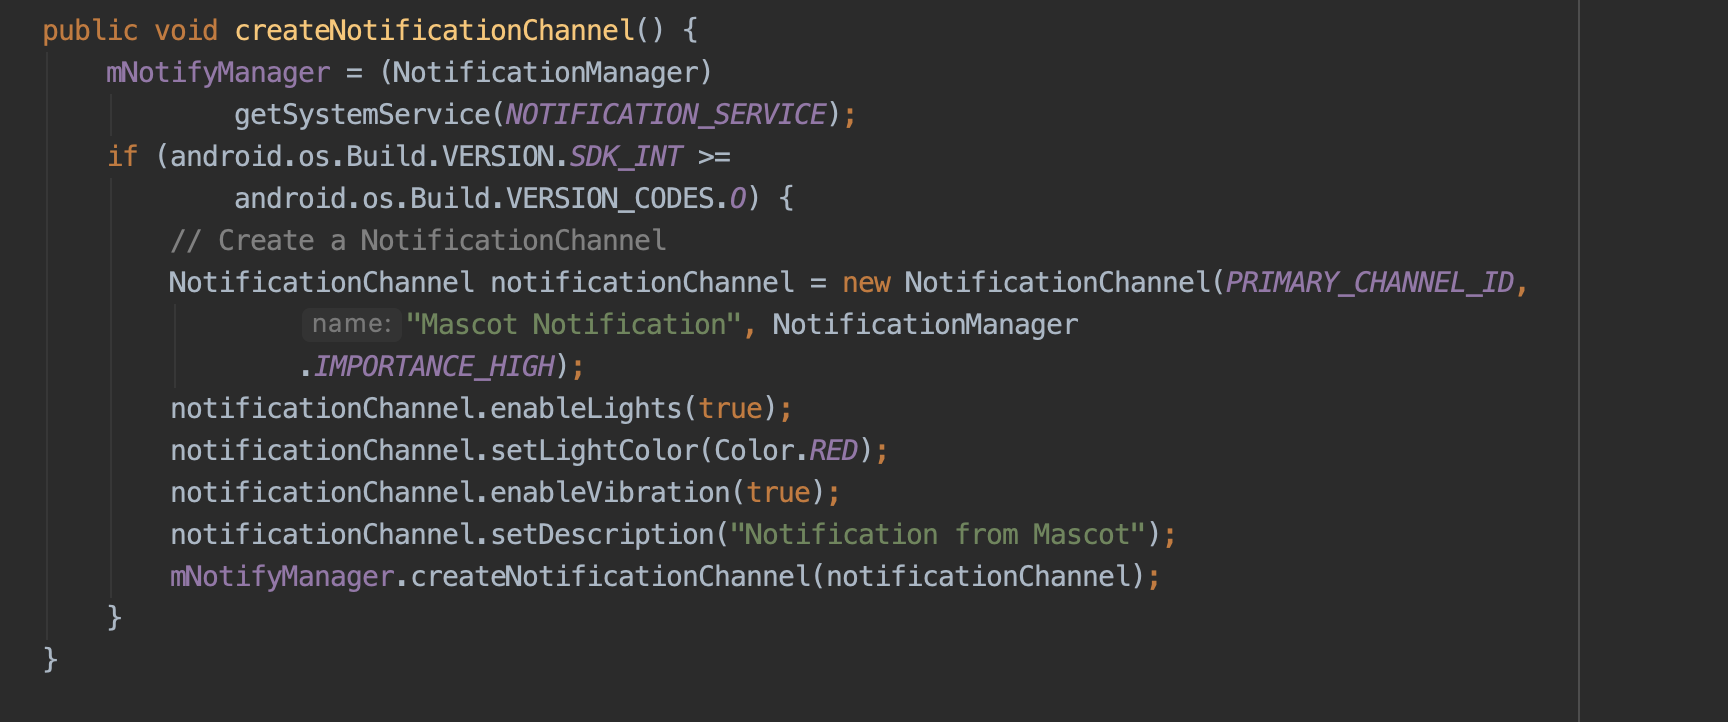 public void createNotificationChannel() {
mNotifyManager = (NotificationManager)
getSystemService(NOTIFICATION_SERVICE);
if (android.os.Build.VERSION.SDK_INT >=
android.os.Build.VERSION_CODES.O) {
// Create a NotificationChannel
NotificationChannel notificationChannel = new NotificationChannel(PRIMARY_CHANNEL_ID,
name: "Mascot Notification", NotificationManager
.IMPORTANCE_HIGH);
notificationChannel.enableLights(true);
notificationChannel.setLightColor(Color.RED);
notificationChannel.enableVibration(true);
notificationChannel.setDescription("Notification from Mascot");
mNotifyManager.createNotificationChannel(notificationChannel);
}
}